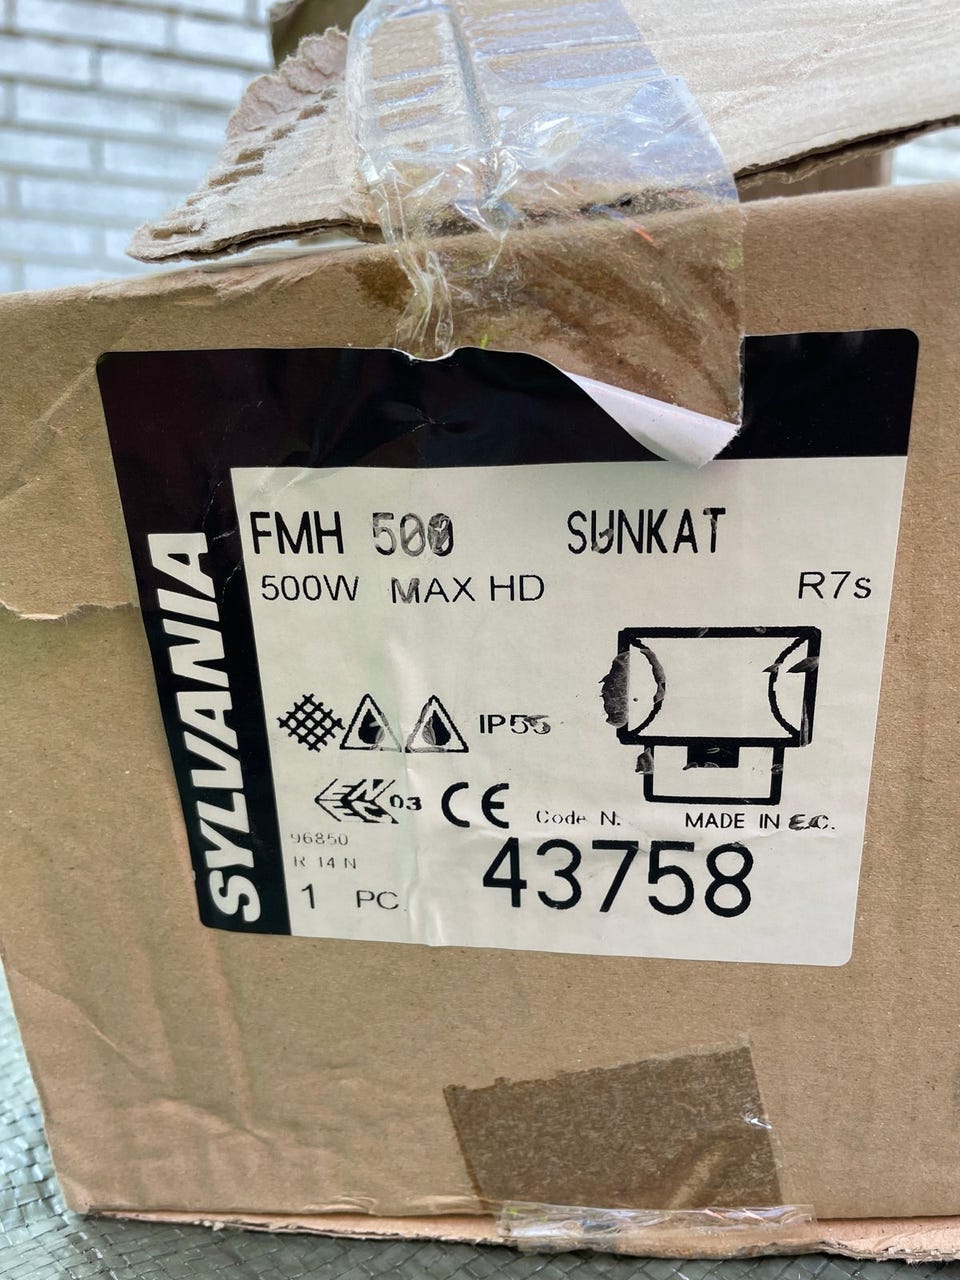 SYLVANIA
FMH 500 SUNKAT
500W MAX HD R7s
IP55
ENEC 03 CE
Code N. MADE IN E.C.
96850
R 14 N
43758
1 PC.